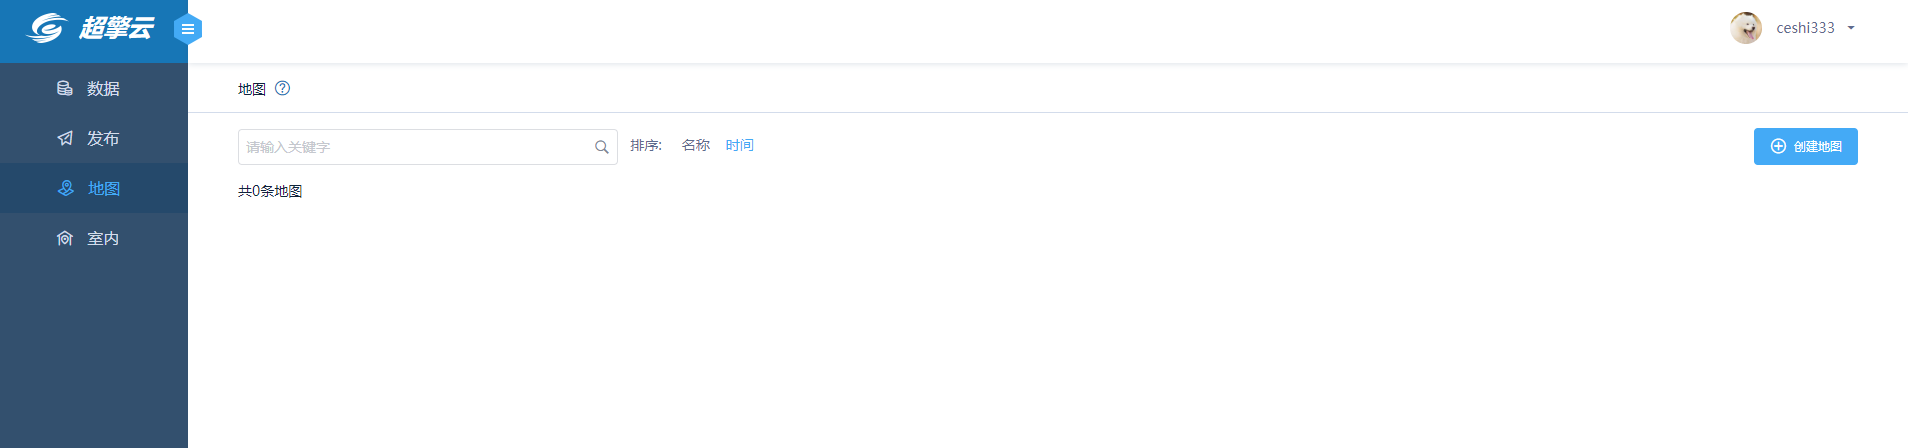 超擎云
ceshi333
数据
发布
地图
室内
地图
请输入关键字
排序: 名称 时间
创建地图
共0条地图